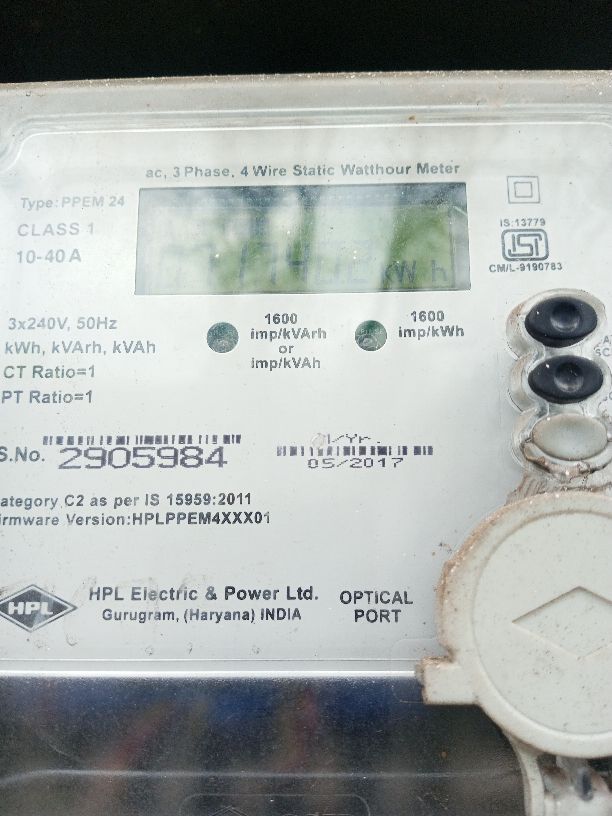 ac, 3 Phase, 4 Wire Static Watthour Meter
Type: PPEM 24
CLASS 1
10-40 A
kWh
IS:13779
ISI
CM/L-9190783
3x240V, 50Hz
kWh, kVArh, kVAh
CT Ratio=1
PT Ratio=1
1600
imp/kVArh
or
imp/kVAh
1600
imp/kWh
S.No. 2905984
/Yr.
05/2017
ategory C2 as per IS 15959:2011
irmware Version:HPLPPEM4XXX01
HPL
HPL Electric & Power Ltd.
Gurugram, (Haryana) INDIA
OPTICAL
PORT